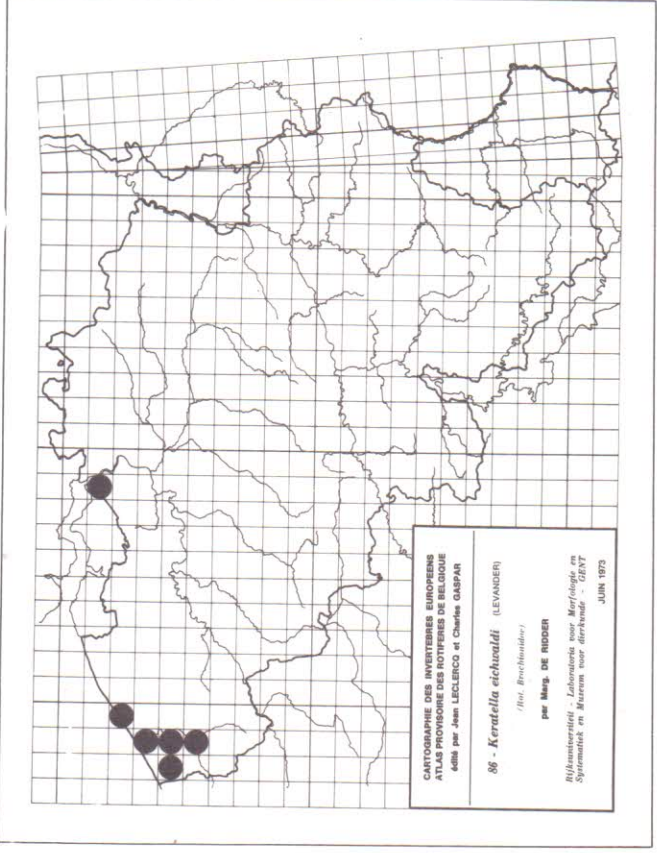 CARTOGRAPHIE DES INVERTEBRES EUROPEENS
ATLAS PROVISOIRE DES ROTIFERES DE BELGIQUE
édité par Jean LECLERCQ et Charles GASPAR
86 - Keratella eichwaldi (LEVANDER)
(Rot. Brachionidae)
par Marg. DE RIDDER
Rijksuniversiteit - Laboratoria voor Morfologie en
Systematiek en Museum voor dierkunde - GENT
JUIN 1973